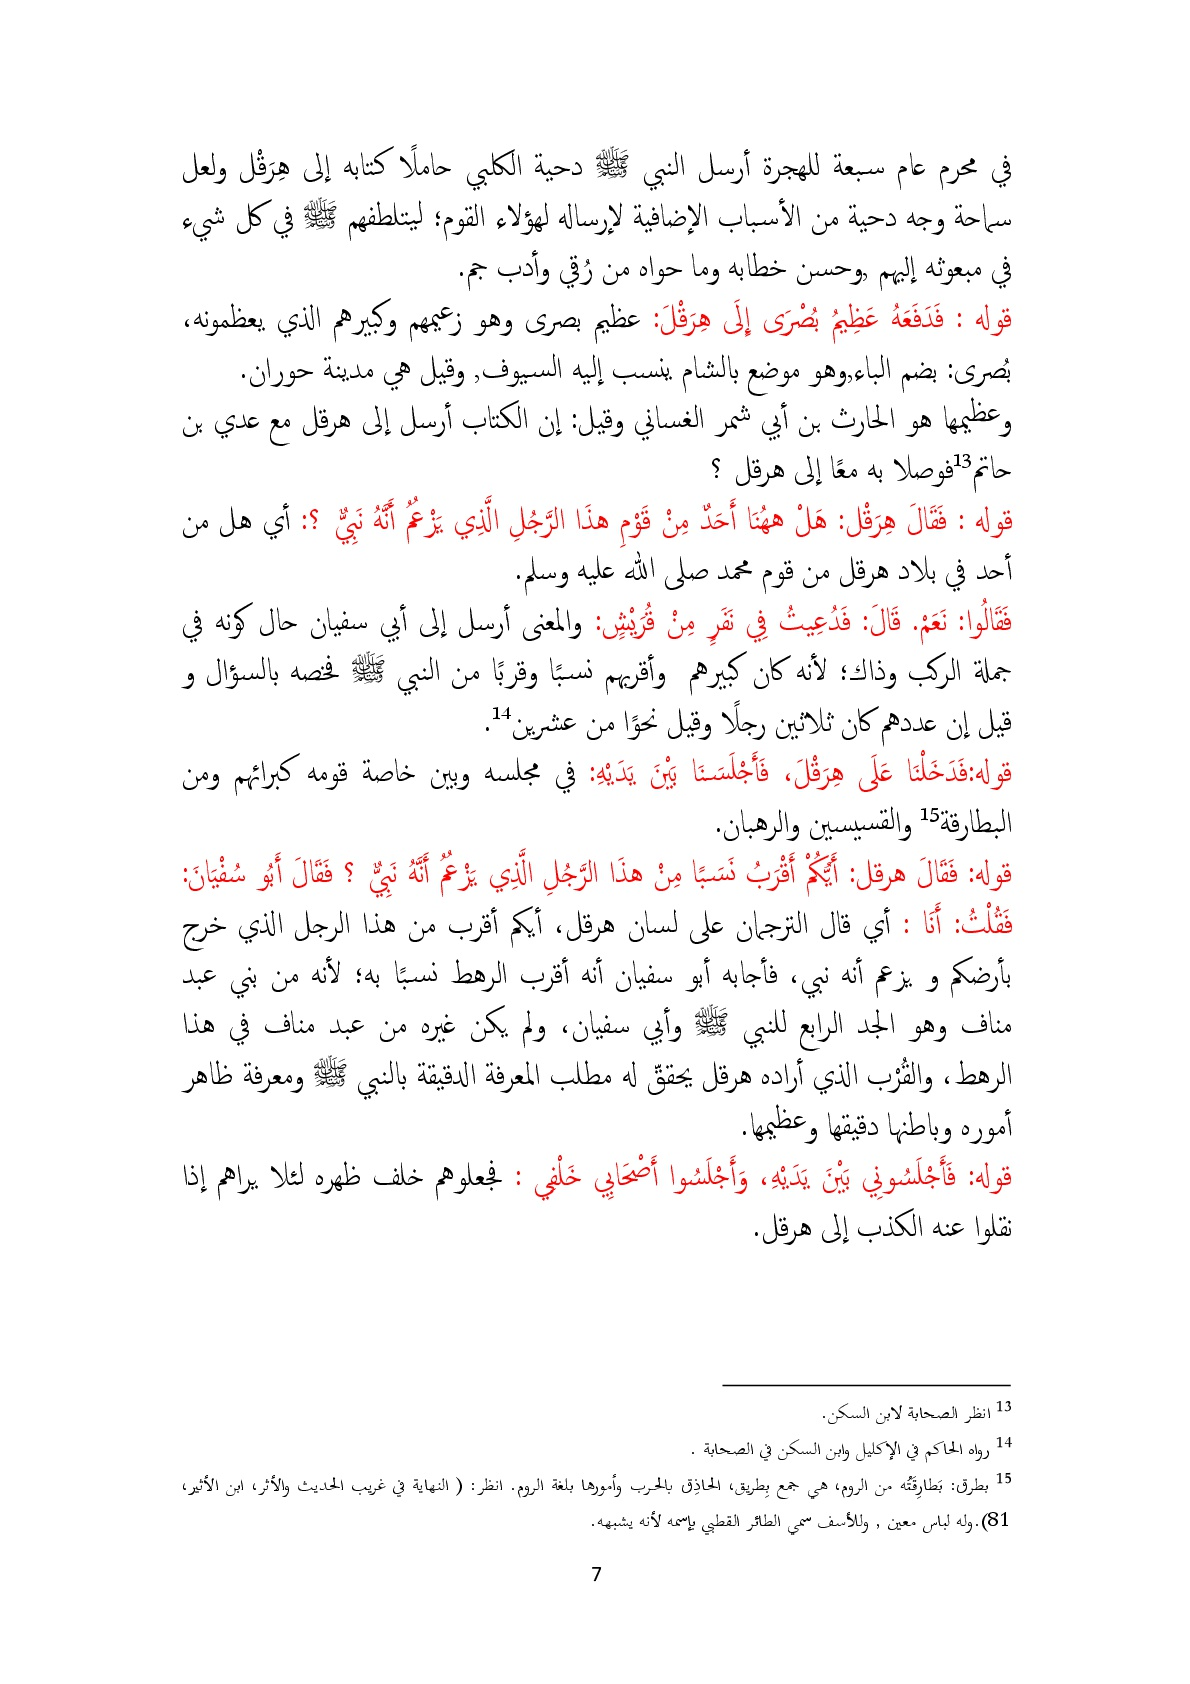 في محرم عام سبعة للهجرة أرسل النبي ﷺ دحية الكلبي حاملًا كتابه إلى هِرَقْل ولعل
سماحة وجه دحية من الأسباب الإضافية لإرساله لهؤلاء القوم؛ ليتلطفهم ﷺ في كل شيء
في مبعوثه إليهم ,وحسن خطابه وما حواه من رُقي وأدب جم.
قوله : فَدَفَعَهُ عَظِيمُ بُصْرَى إِلَى هِرَقْلَ: عظيم بصرى وهو زعيمهم وكبيرهم الذي يعظمونه،
بُصرى: بضم الباء,وهو موضع بالشام ينسب إليه السيوف, وقيل هي مدينة حوران.
وعظيمها هو الحارث بن أبي شمر الغساني وقيل: إن الكتاب أرسل إلى هرقل مع عدي بن
حاتم13فوصلا به معًا إلى هرقل ؟
قوله : فَقَالَ هِرَقْل: هَلْ ههُنَا أَحَدٌ مِنْ قَوْمِ هذَا الرَّجُلِ الَّذِي يَزْعُمُ أَنَّهُ نَبِيٌّ ؟: أي هل من
أحد في بلاد هرقل من قوم محمد صلى الله عليه وسلم.
فَقَالُوا: نَعَمْ. قَالَ: فَدُعِيتُ فِي نَفَرٍ مِنْ قُرَيْشٍ: والمعنى أرسل إلى أبي سفيان حال كونه في
جملة الركب وذاك؛ لأنه كان كبيرهم وأقربهم نسبًا وقربًا من النبي ﷺ فخصه بالسؤال و
قيل إن عددهم كان ثلاثين رجلًا وقيل نحوًا من عشرين14.
قوله:فَدَخَلْنَا عَلَى هِرَقْلَ، فَأَجْلَسَنَا بَيْنَ يَدَيْهِ: في مجلسه وبين خاصة قومه كبرائهم ومن
البطارقة15 والقسيسين والرهبان.
قوله: فَقَالَ هرقل: أَيُّكُمْ أَقْرَبُ نَسَبًا مِنْ هذَا الرَّجُلِ الَّذِي يَزْعُمُ أَنَّهُ نَبِيٌّ ؟ فَقَالَ أَبُو سُفْيَانَ:
فَقُلْتُ: أَنَا : أي قال الترجمان على لسان هرقل، أيكم أقرب من هذا الرجل الذي خرج
بأرضكم و يزعم أنه نبي، فأجابه أبو سفيان أنه أقرب الرهط نسبًا به؛ لأنه من بني عبد
مناف وهو الجد الرابع للنبي ﷺ وأبي سفيان، ولم يكن غيره من عبد مناف في هذا
الرهط، والقُرْب الذي أراده هرقل يحققّ له مطلب المعرفة الدقيقة بالنبي ﷺ ومعرفة ظاهر
أموره وباطنها دقيقها وعظيمها.
قوله: فَأَجْلَسُونِي بَيْنَ يَدَيْهِ، وَأَجْلَسُوا أَصْحَابِي خَلْفِي : فجعلوهم خلف ظهره لئلا يراهم إذا
نقلوا عنه الكذب إلى هرقل.
13 انظر الصحابة لابن السكن.
14 رواه الحاكم في الإكليل وابن السكن في الصحابة .
15 بطرق: بَطارِقَتُه من الروم، هي جمع بِطريق، الحاذِق بالحرب وأمورها بلغة الروم. انظر: ( النهاية في غريب الحديث والأثر، ابن الأثير،
81).وله لباس معين , وللأسف سمي الطائر القطبي بإسمه لأنه يشبهه.
7